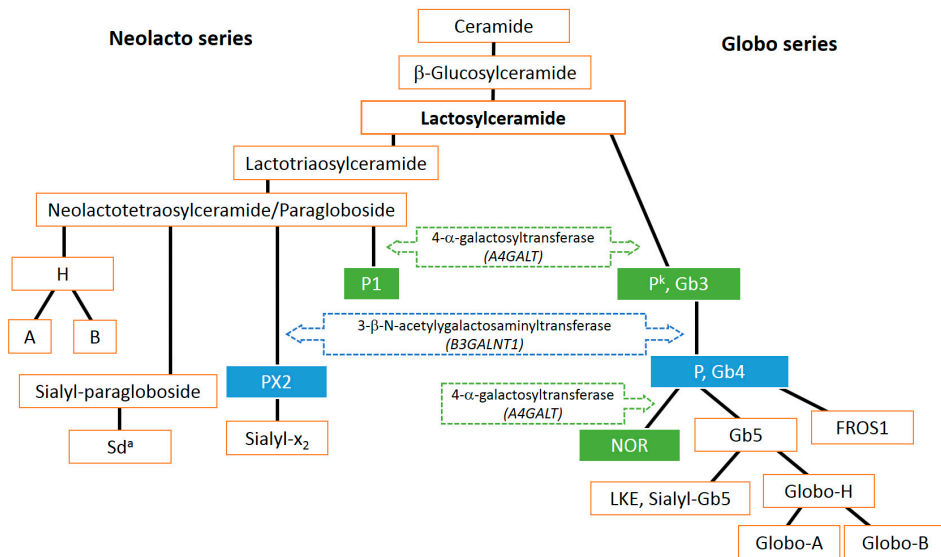 Neolacto series
Ceramide
Globo series
β-Glucosylceramide
Lactosylceramide
Lactotriaosylceramide
Neolactotetraosylceramide/Paragloboside
4-α-galactosyltransferase
(A4GALT)
H
P1
Pᵏ, Gb3
A
B
3-β-N-acetylygalactosaminyltransferase
(B3GALNT1)
Sialyl-paragloboside
PX2
P, Gb4
4-α-galactosyltransferase
(A4GALT)
Sdᵃ
Sialyl-x₂
NOR
Gb5
FROS1
LKE, Sialyl-Gb5
Globo-H
Globo-A
Globo-B